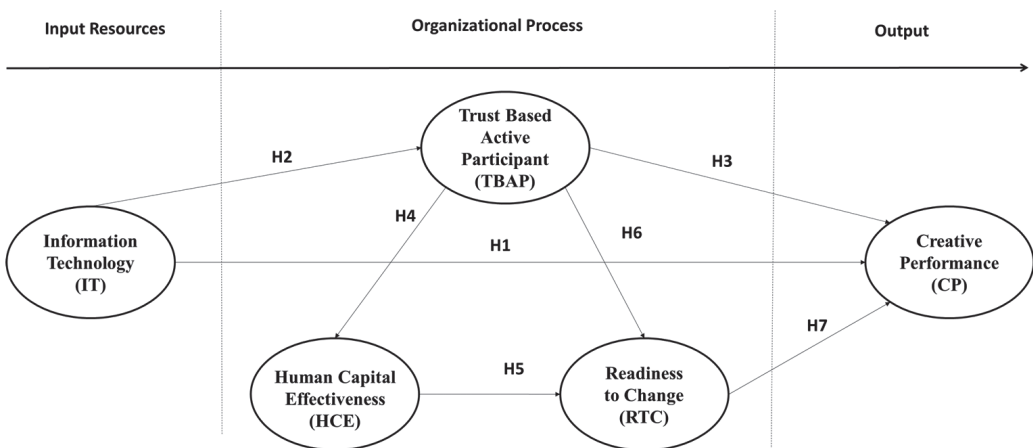 Input Resources
Organizational Process
Output
Trust Based
Active
Participant
(TBAP)
H2
H3
H4
H6
Information
Technology
(IT)
H1
Creative
Performance
(CP)
H7
Human Capital
Effectiveness
(HCE)
H5
Readiness
to Change
(RTC)